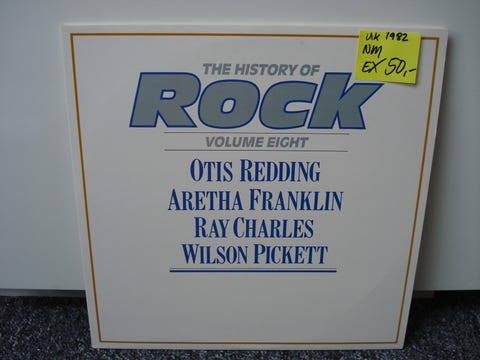 UK 1982
NM
EX 50,-
THE HISTORY OF
ROCK
VOLUME EIGHT
OTIS REDDING
ARETHA FRANKLIN
RAY CHARLES
WILSON PICKETT